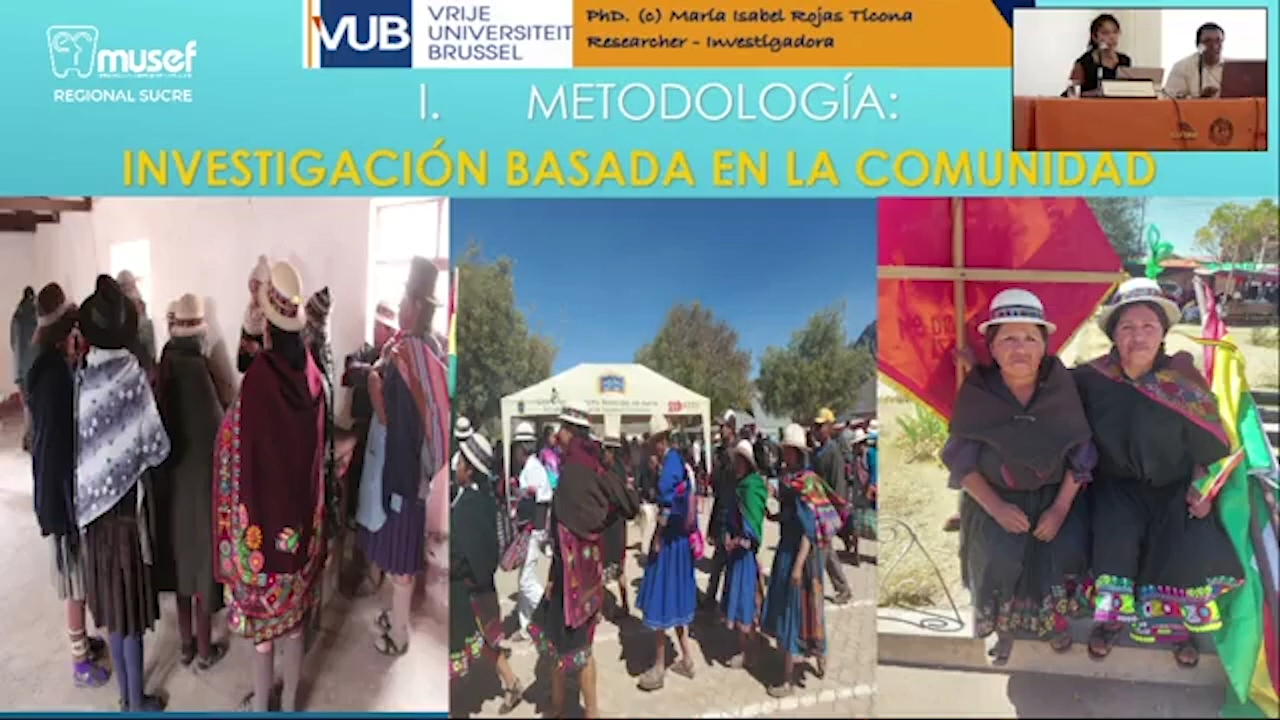 musef
REGIONAL SUCRE
VUB
VRIJE
UNIVERSITEIT
BRUSSEL
PhD. (c) María Isabel Rojas Ticona
Researcher - Investigadora
I. METODOLOGÍA:
INVESTIGACIÓN BASADA EN LA COMUNIDAD